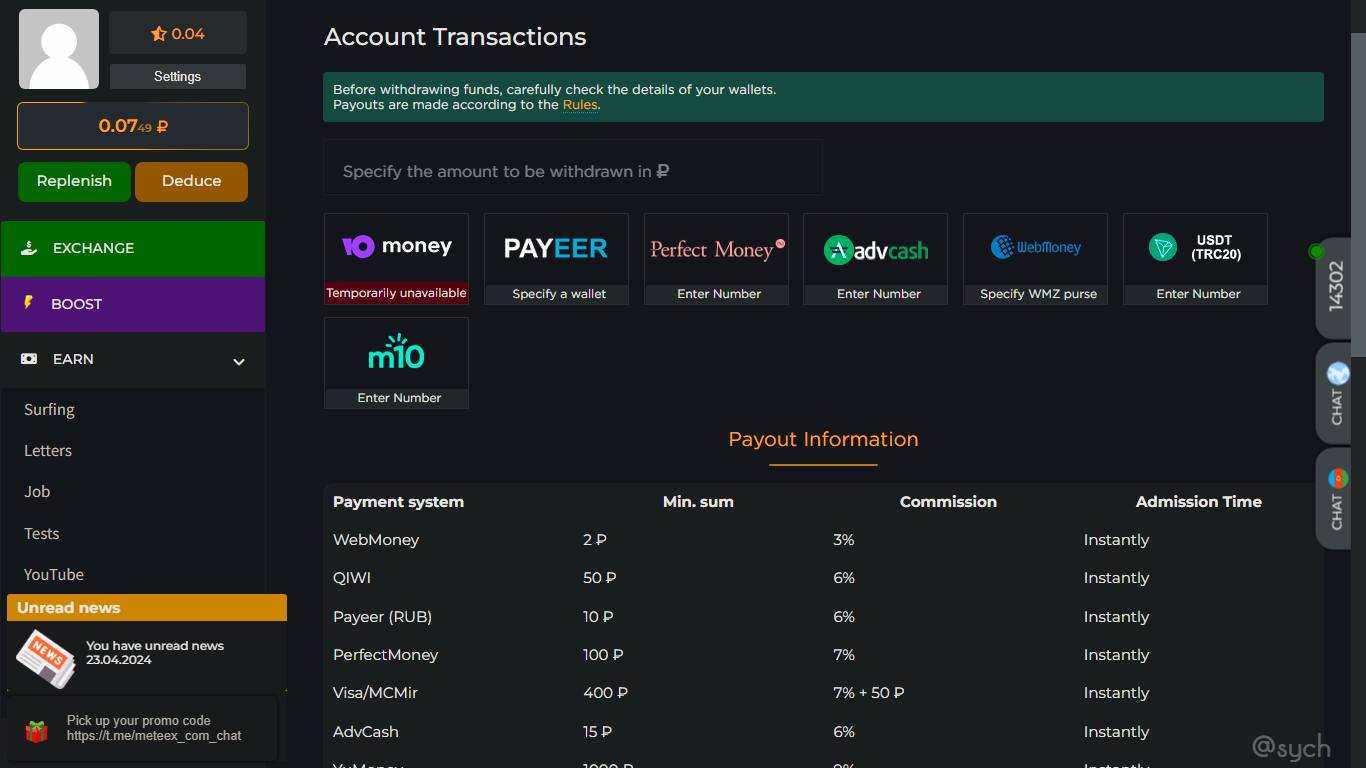 0.04
Settings
0.0749 ₽
Replenish
Deduce
EXCHANGE
BOOST
EARN
Surfing
Letters
Job
Tests
YouTube
Unread news
NEWS
You have unread news
23.04.2024
Pick up your promo code
https://t.me/meteex_com_chat
Account Transactions
Before withdrawing funds, carefully check the details of your wallets.
Payouts are made according to the Rules.
Specify the amount to be withdrawn in ₽
money
Temporarily unavailable
PAYEER
Specify a wallet
Perfect Money
Enter Number
advcash
Enter Number
WebMoney
Specify WMZ purse
USDT
(TRC20)
Enter Number
m10
Enter Number
Payout Information
Payment system Min. sum Commission Admission Time
WebMoney 2 ₽ 3% Instantly
QIWI 50 ₽ 6% Instantly
Payeer (RUB) 10 ₽ 6% Instantly
PerfectMoney 100 ₽ 7% Instantly
Visa/MCMir 400 ₽ 7% + 50 ₽ Instantly
AdvCash 15 ₽ 6% Instantly
14302
CHAT
CHAT
@sych